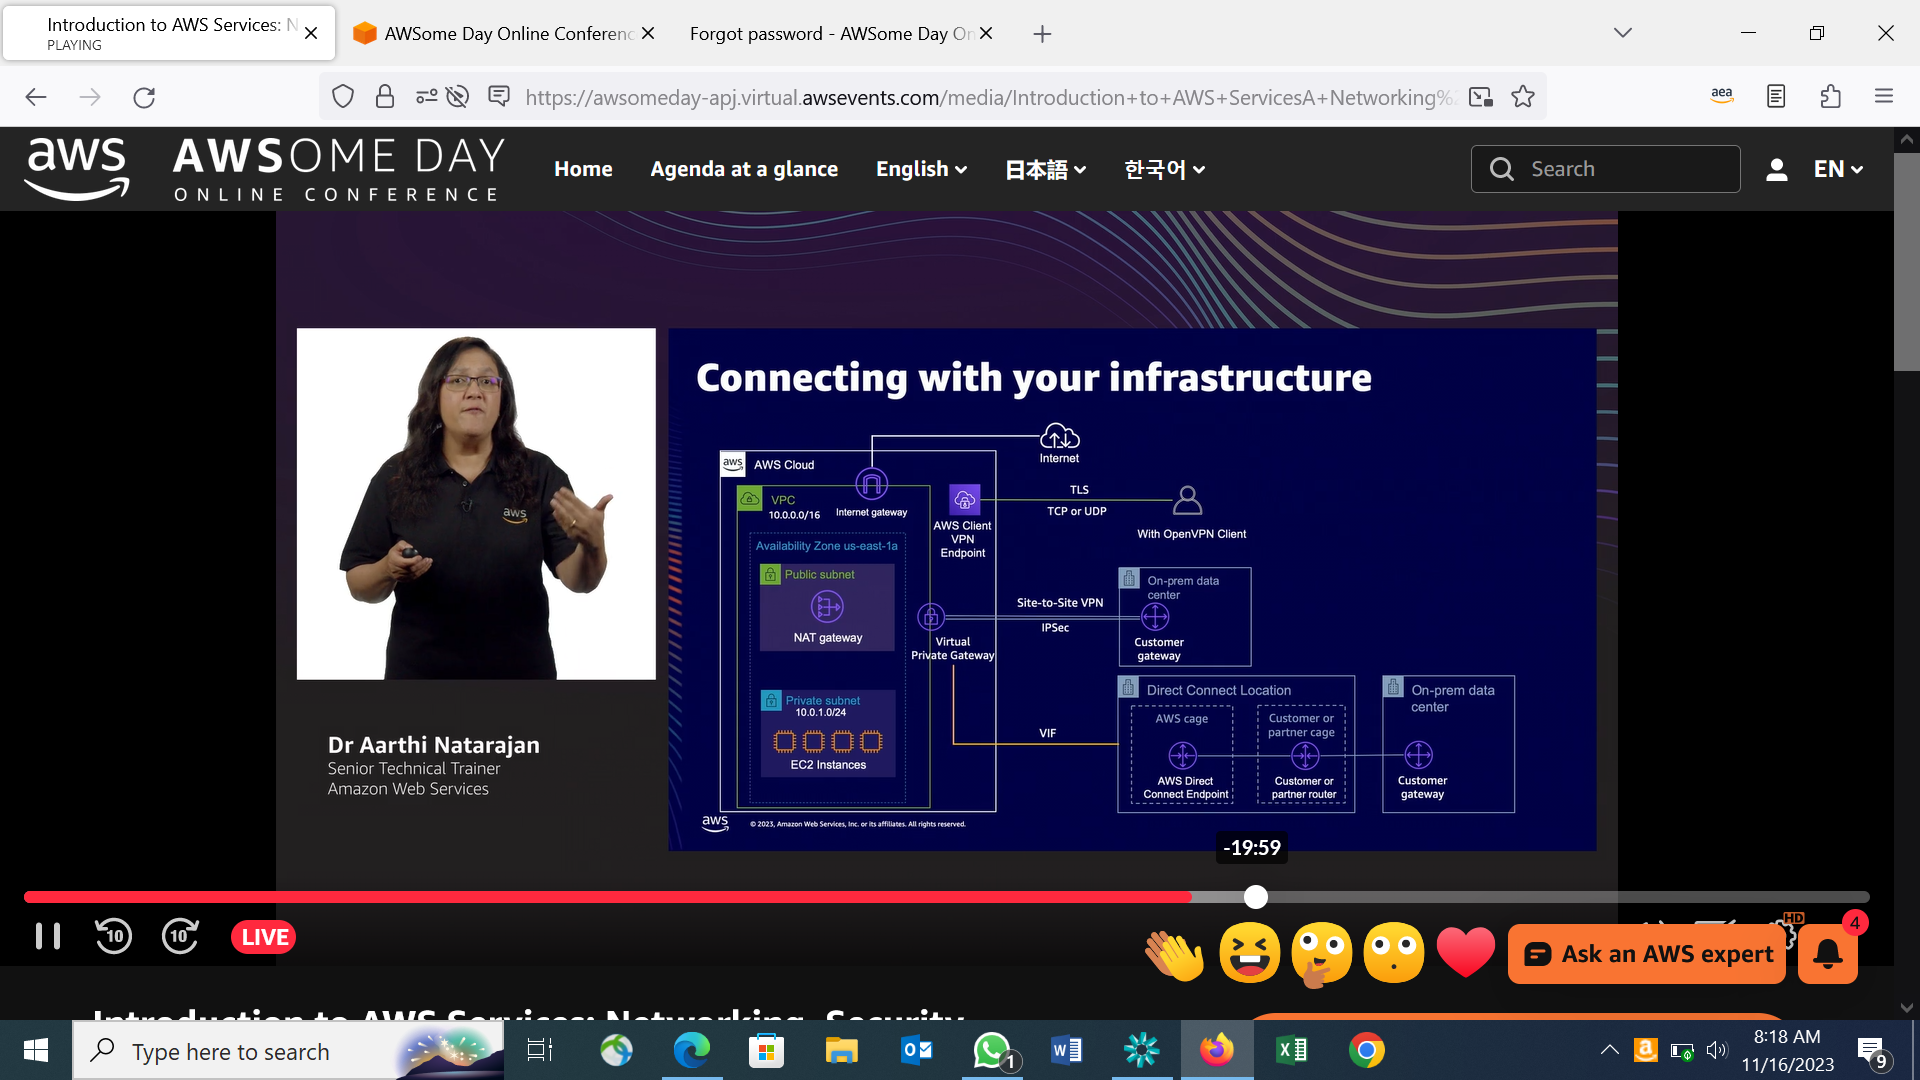 Introduction to AWS Services: N
PLAYING
AWSome Day Online Conferenc
Forgot password - AWSome Day On
https://awsomeday-apj.virtual.awsevents.com/media/Introduction+to+AWS+ServicesA+Networking%2
aea
aws
AWSOME DAY
ONLINE CONFERENCE
Home
Agenda at a glance
English
日本語
한국어
Search
EN
Connecting with your infrastructure
Internet
aws
AWS Cloud
VPC
10.0.0.0/16
Internet gateway
AWS Client
VPN
Endpoint
TLS
TCP or UDP
With OpenVPN Client
Availability Zone us-east-1a
Public subnet
NAT gateway
Virtual
Private Gateway
Site-to-Site VPN
IPSec
On-prem data
center
Customer
gateway
Private subnet
10.0.1.0/24
EC2 Instances
VIF
Direct Connect Location
AWS cage
AWS Direct
Connect Endpoint
Customer or
partner cage
Customer or
partner router
On-prem data
center
Customer
gateway
aws
© 2023, Amazon Web Services, Inc. or its affiliates. All rights reserved.
aws
Dr Aarthi Natarajan
Senior Technical Trainer
Amazon Web Services
-19:59
10
10
LIVE
HD
Ask an AWS expert
4
Introduction to AWS Services: Networking, Security
Type here to search
1
8:18 AM
11/16/2023
9